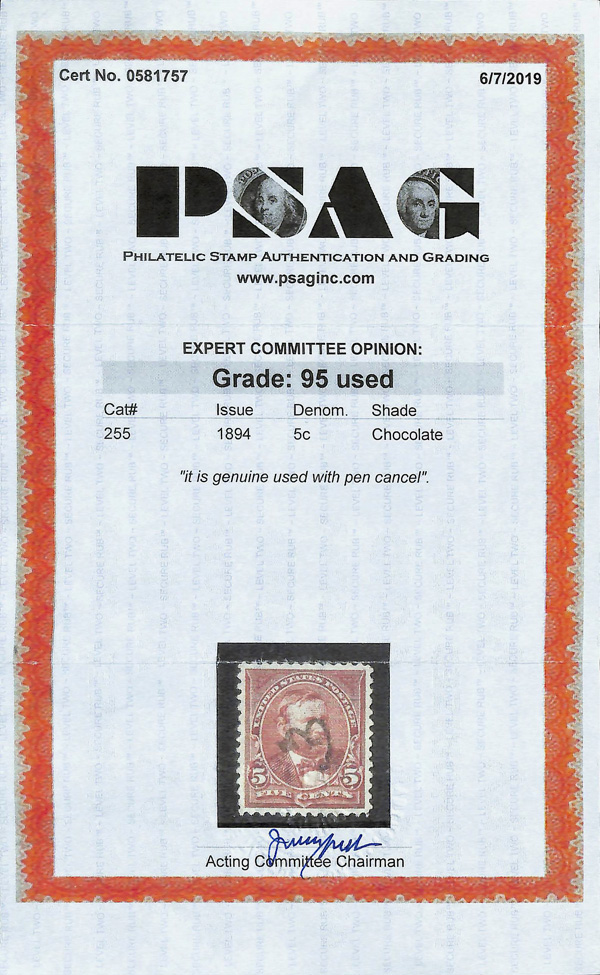 Cert No. 0581757 6/7/2019
PSAG
PHILATELIC STAMP AUTHENTICATION AND GRADING
www.psaginc.com
EXPERT COMMITTEE OPINION:
Grade: 95 used
Cat# Issue Denom. Shade
255 1894 5c Chocolate
"it is genuine used with pen cancel".
UNITED STATES POSTAGE
5 5
FIVE CENTS
Acting Committee Chairman